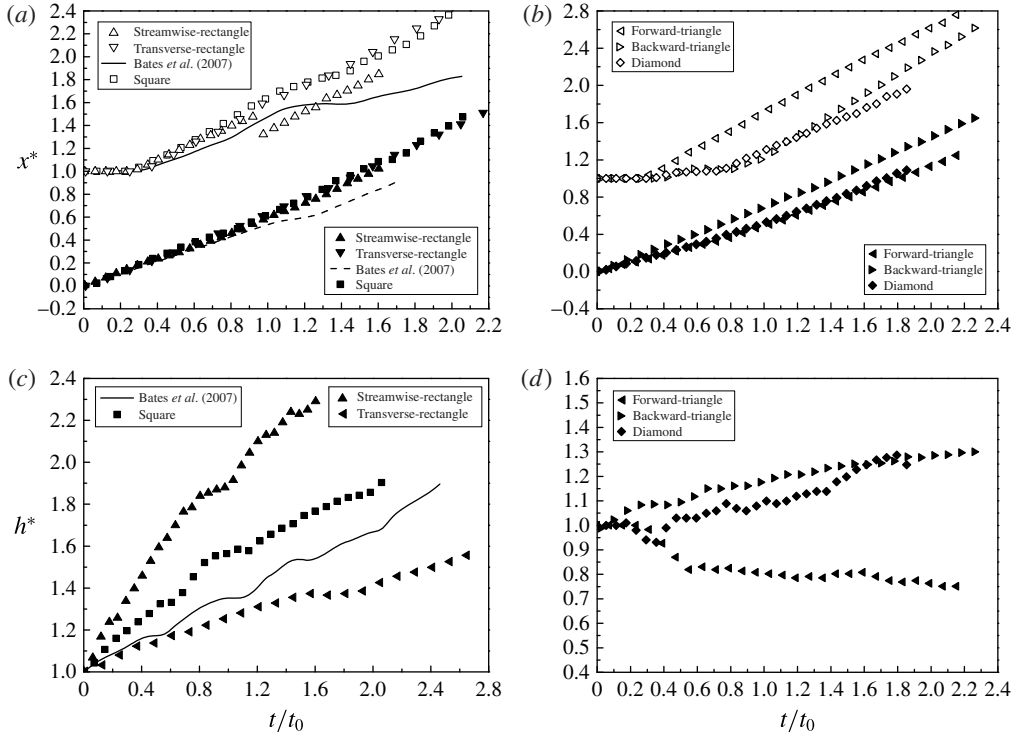 (a)
2.4
2.2
2.0
1.8
1.6
1.4
1.2
1.0
0.8
0.6
0.4
0.2
0.0
−0.2
x*
Streamwise-rectangle
Transverse-rectangle
Bates et al. (2007)
Square
Streamwise-rectangle
Transverse-rectangle
Bates et al. (2007)
Square
0 0.2 0.4 0.6 0.8 1.0 1.2 1.4 1.6 1.8 2.0 2.2
(b)
2.8
2.4
2.0
1.6
1.2
0.8
0.4
0.0
−0.4
Forward-triangle
Backward-triangle
Diamond
Forward-triangle
Backward-triangle
Diamond
0 0.2 0.4 0.6 0.8 1.0 1.2 1.4 1.6 1.8 2.0 2.2 2.4
(c)
2.4
2.2
2.0
1.8
1.6
1.4
1.2
1.0
h*
Bates et al. (2007)
Square
Streamwise-rectangle
Transverse-rectangle
0 0.4 0.8 1.2 1.6 2.0 2.4 2.8
t/t0
(d)
1.6
1.5
1.4
1.3
1.2
1.1
1.0
0.9
0.8
0.7
0.6
0.5
0.4
Forward-triangle
Backward-triangle
Diamond
0 0.2 0.4 0.6 0.8 1.0 1.2 1.4 1.6 1.8 2.0 2.2 2.4
t/t0